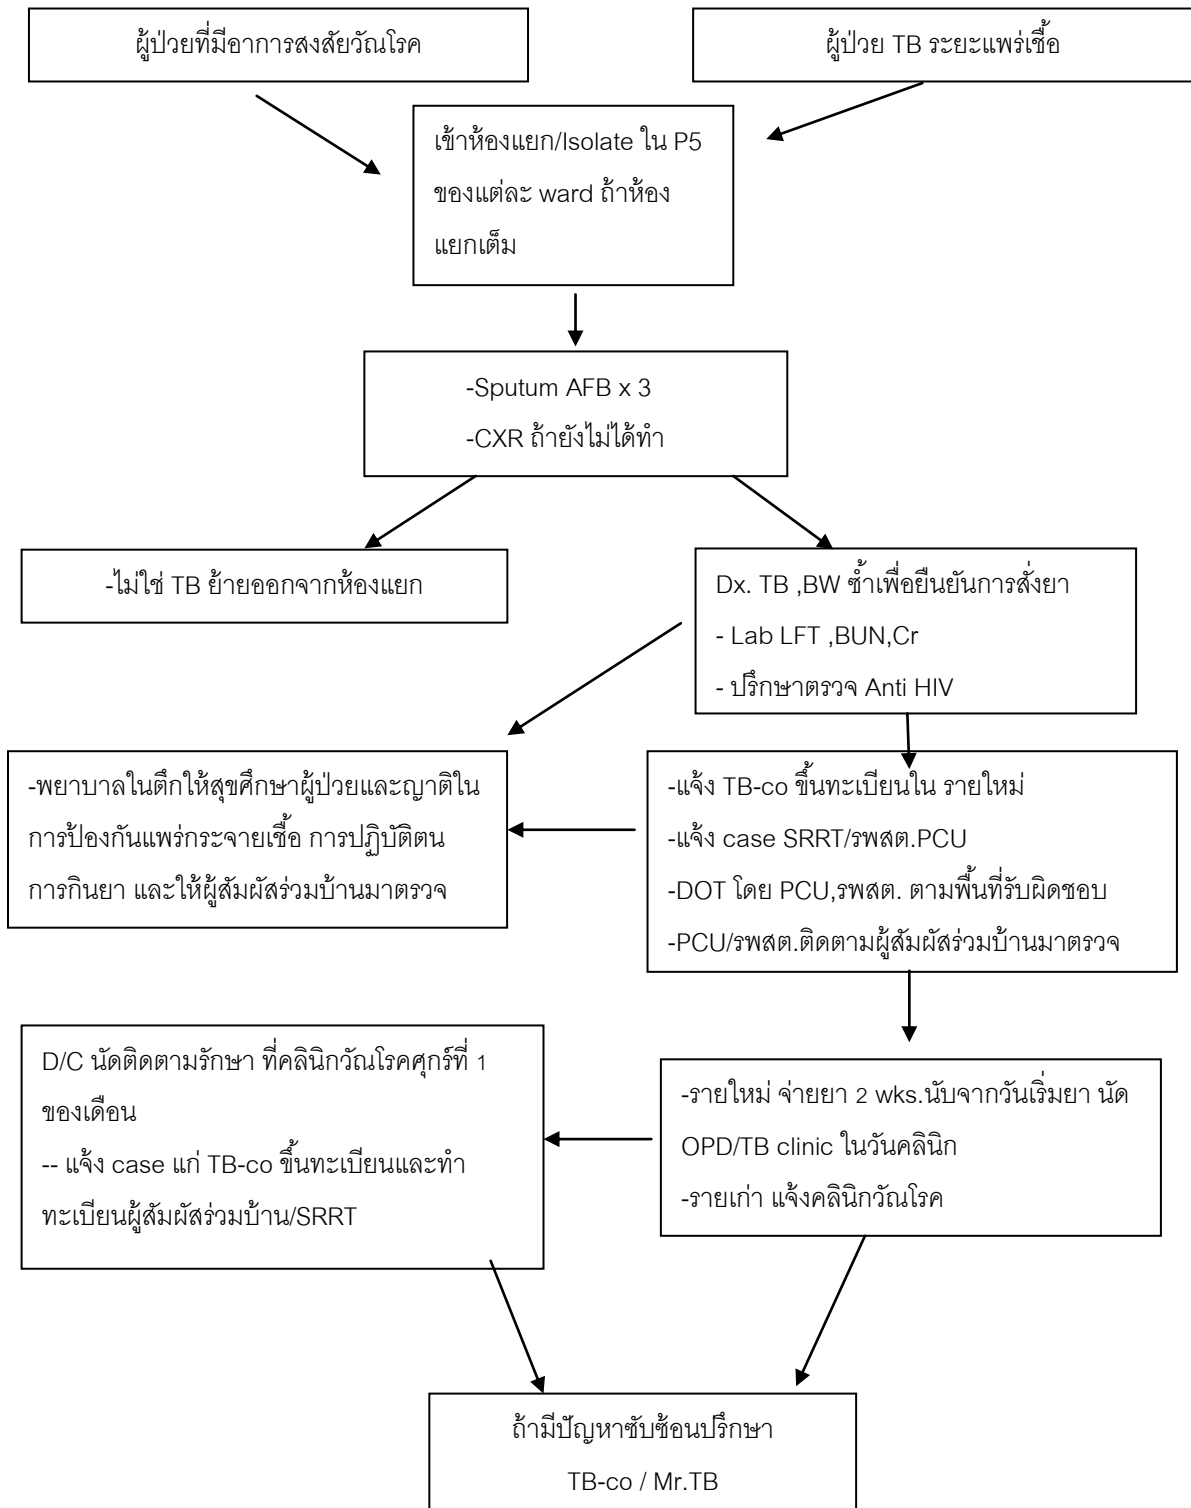 ผู้ป่วยที่มีอาการสงสัยวัณโรค
ผู้ป่วย TB ระยะแพร่เชื้อ
เข้าห้องแยก/Isolate ใน P5
ของแต่ละ ward ถ้าห้อง
แยกเต็ม
-Sputum AFB x 3
-CXR ถ้ายังไม่ได้ทำ
-ไม่ใช่ TB ย้ายออกจากห้องแยก
Dx. TB ,BW ซ้ำเพื่อยืนยันการสั่งยา
- Lab LFT ,BUN,Cr
- ปรึกษาตรวจ Anti HIV
-พยาบาลในตึกให้สุขศึกษาผู้ป่วยและญาติใน
การป้องกันแพร่กระจายเชื้อ การปฏิบัติตน
การกินยา และให้ผู้สัมผัสร่วมบ้านมาตรวจ
-แจ้ง TB-co ขึ้นทะเบียนใน รายใหม่
-แจ้ง case SRRT/รพสต.PCU
-DOT โดย PCU,รพสต. ตามพื้นที่รับผิดชอบ
-PCU/รพสต.ติดตามผู้สัมผัสร่วมบ้านมาตรวจ
D/C นัดติดตามรักษา ที่คลินิกวัณโรคศุกร์ที่ 1
ของเดือน
-- แจ้ง case แก่ TB-co ขึ้นทะเบียนและทำ
ทะเบียนผู้สัมผัสร่วมบ้าน/SRRT
-รายใหม่ จ่ายยา 2 wks.นับจากวันเริ่มยา นัด
OPD/TB clinic ในวันคลินิก
-รายเก่า แจ้งคลินิกวัณโรค
ถ้ามีปัญหาซับซ้อนปรึกษา
TB-co / Mr.TB